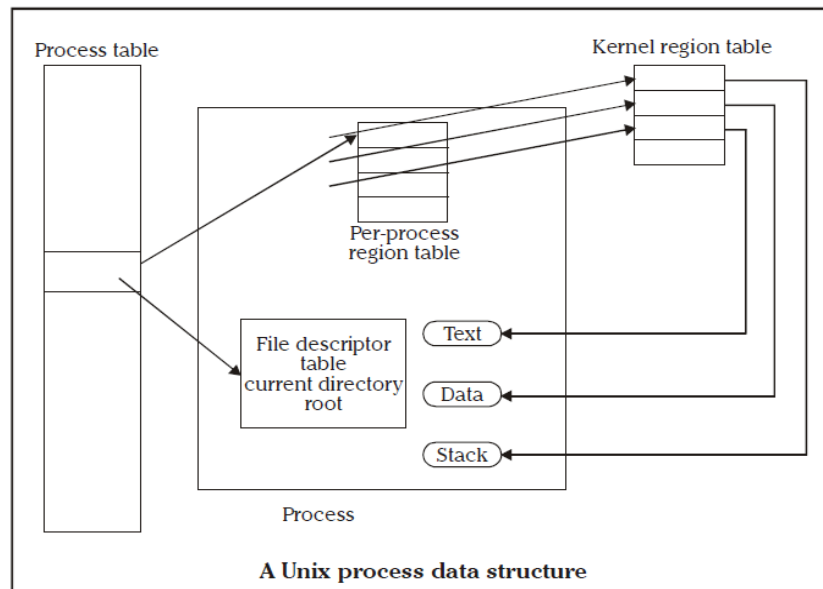 Process table
Kernel region table
Per-process
region table
File descriptor
table
current directory
root
Text
Data
Stack
Process
A Unix process data structure